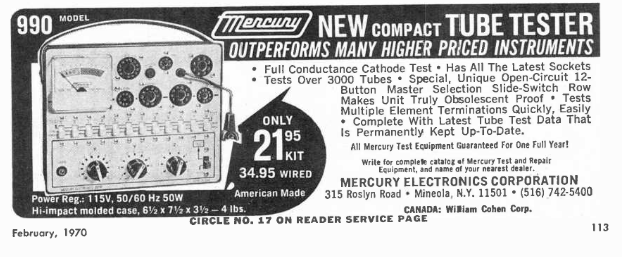 990 MODEL
Mercury NEW COMPACT TUBE TESTER
OUTPERFORMS MANY HIGHER PRICED INSTRUMENTS
• Full Conductance Cathode Test • Has All The Latest Sockets
• Tests Over 3000 Tubes • Special, Unique Open-Circuit 12-
Button Master Selection Slide-Switch Row
Makes Unit Truly Obsolescent Proof • Tests
Multiple Element Terminations Quickly, Easily
• Complete With Latest Tube Test Data That
Is Permanently Kept Up-To-Date.
ONLY
21 95
KIT
34.95 WIRED
American Made
All Mercury Test Equipment Guaranteed For One Full Year!
Write for complete catalog of Mercury Test and Repair
Equipment, and name of your nearest dealer.
MERCURY ELECTRONICS CORPORATION
315 Roslyn Road • Mineola, N.Y. 11501 • (516) 742-5400
CANADA: William Cohen Corp.
Power Reg.: 115V, 50/60 Hz 50W
Hi-impact molded case, 6½ x 7½ x 3½ — 4 lbs.
CIRCLE NO. 17 ON READER SERVICE PAGE
February, 1970
113